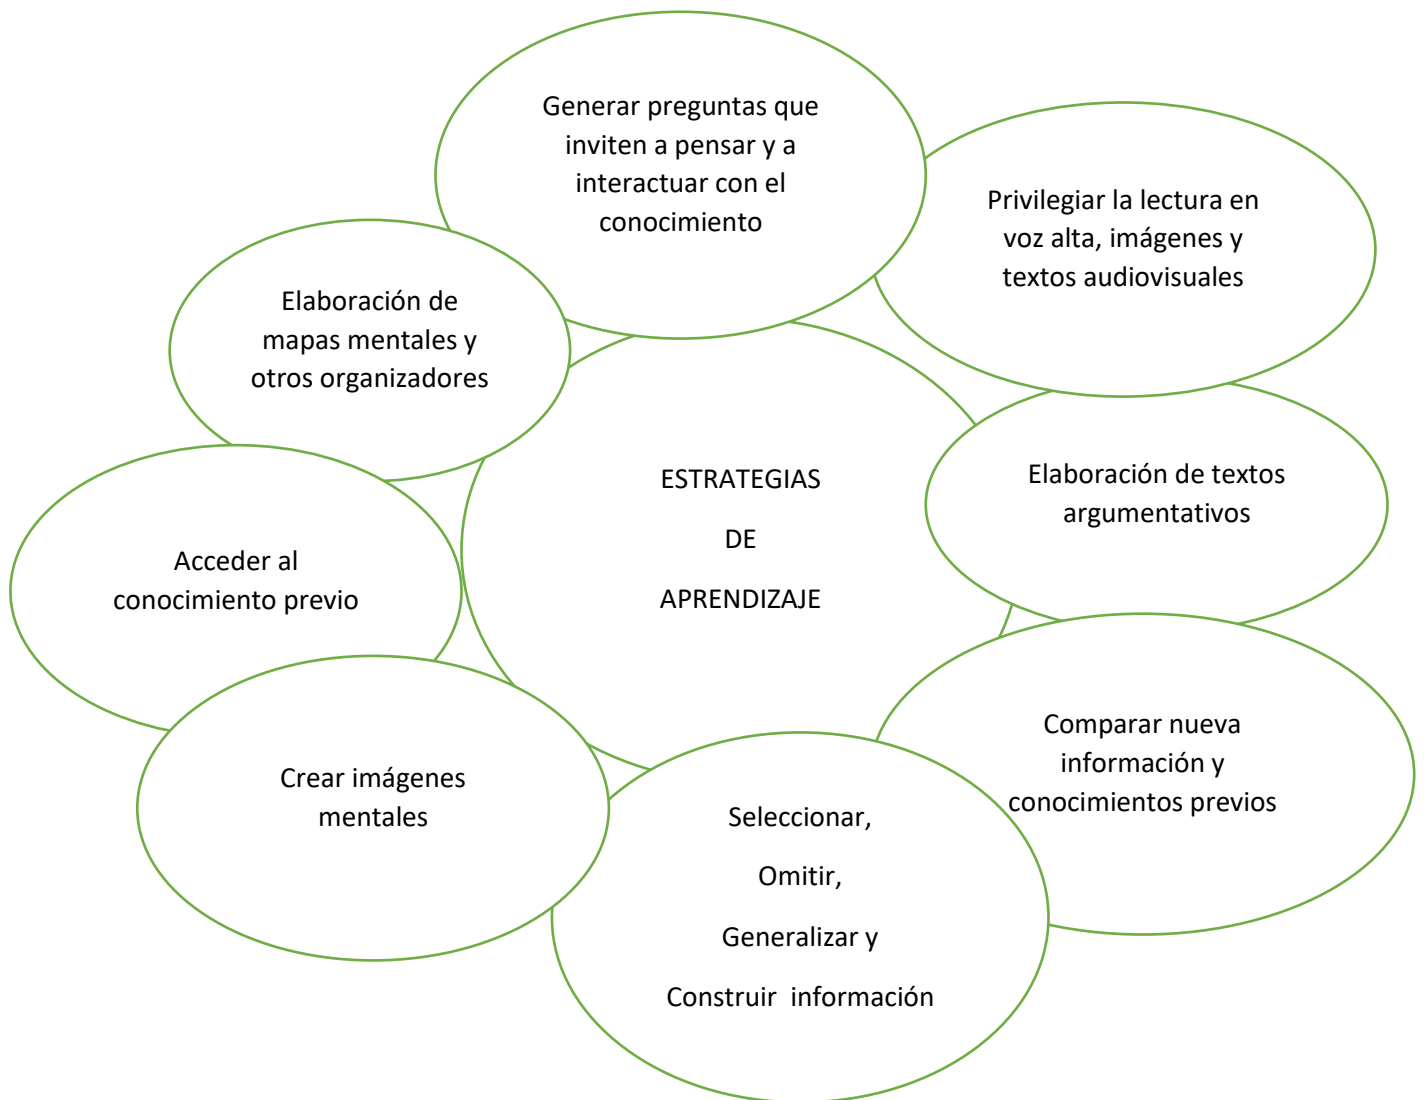 Generar preguntas que
inviten a pensar y a
interactuar con el
conocimiento
Privilegiar la lectura en
voz alta, imágenes y
textos audiovisuales
Elaboración de
mapas mentales y
otros organizadores
ESTRATEGIAS
DE
APRENDIZAJE
Elaboración de textos
argumentativos
Acceder al
conocimiento previo
Comparar nueva
información y
conocimientos previos
Crear imágenes
mentales
Seleccionar,
Omitir,
Generalizar y
Construir información